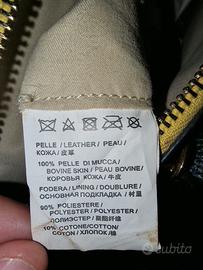 PELLE / LEATHER / PEAU /
КОЖА / 皮革
100% PELLE DI MUCCA/
BOVINE SKIN / PEAU BOVINE/
КОРОВЬЯ КОЖА / 牛皮
FODERA / LINING / DOUBLURE /
ОСНОВНАЯ ПОДКЛАДКА / 衬里
90% POLIESTERE /
POLYESTER / POLYESTER/
ПОЛИЭСТЕР / 聚酯纤维
10% COTONE/COTTON/
COTON/ХЛОПОК /棉
subito